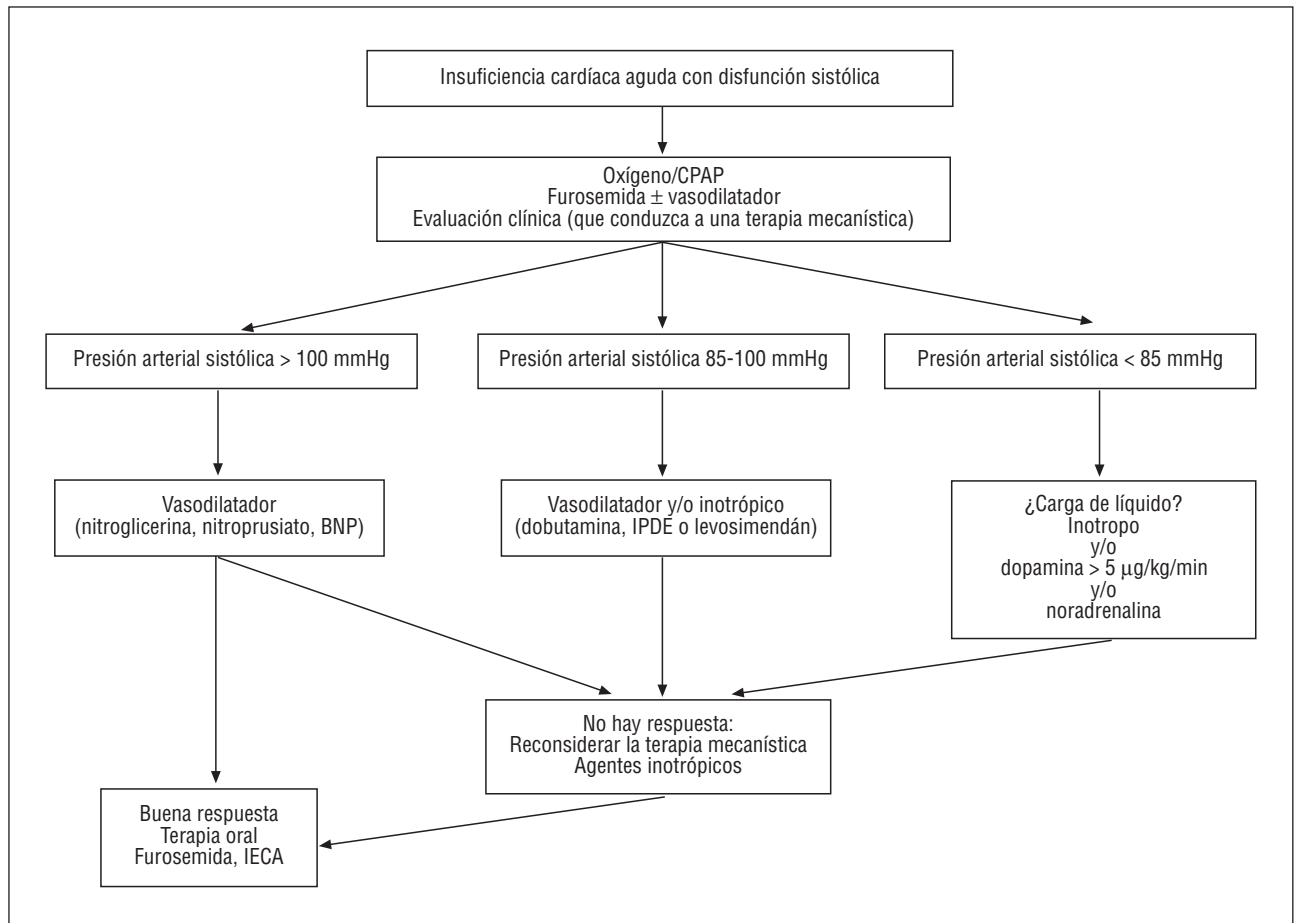 Insuficiencia cardíaca aguda con disfunción sistólica
Oxígeno/CPAP
Furosemida ± vasodilatador
Evaluación clínica (que conduzca a una terapia mecanística)
Presión arterial sistólica > 100 mmHg
Presión arterial sistólica 85-100 mmHg
Presión arterial sistólica < 85 mmHg
Vasodilatador
(nitroglicerina, nitroprusiato, BNP)
Vasodilatador y/o inotrópico
(dobutamina, IPDE o levosimendán)
¿Carga de líquido?
Inotropo
y/o
dopamina > 5 μg/kg/min
y/o
noradrenalina
No hay respuesta:
Reconsiderar la terapia mecanística
Agentes inotrópicos
Buena respuesta
Terapia oral
Furosemida, IECA